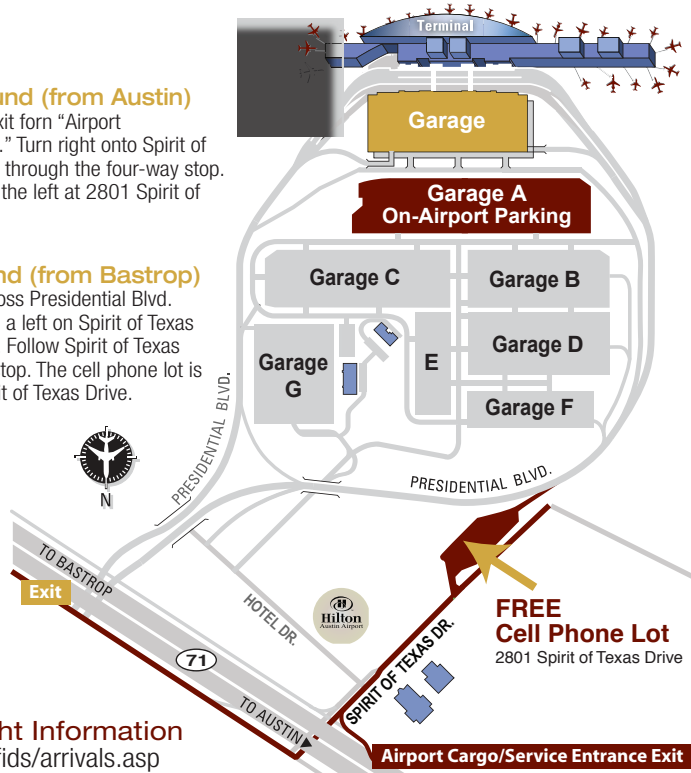 Terminal
Garage
Garage A
On-Airport Parking
Garage C
Garage B
Garage
G
E
Garage D
Garage F
und (from Austin)
xit forn “Airport
.” Turn right onto Spirit of
through the four-way stop.
the left at 2801 Spirit of
nd (from Bastrop)
oss Presidential Blvd.
a left on Spirit of Texas
Follow Spirit of Texas
top. The cell phone lot is
it of Texas Drive.
N
PRESIDENTIAL BLVD.
PRESIDENTIAL BLVD.
TO BASTROP
Exit
HOTEL DR.
Hilton
Austin Airport
71
TO AUSTIN
SPIRIT OF TEXAS DR.
FREE
Cell Phone Lot
2801 Spirit of Texas Drive
ht Information
fids/arrivals.asp
Airport Cargo/Service Entrance Exit